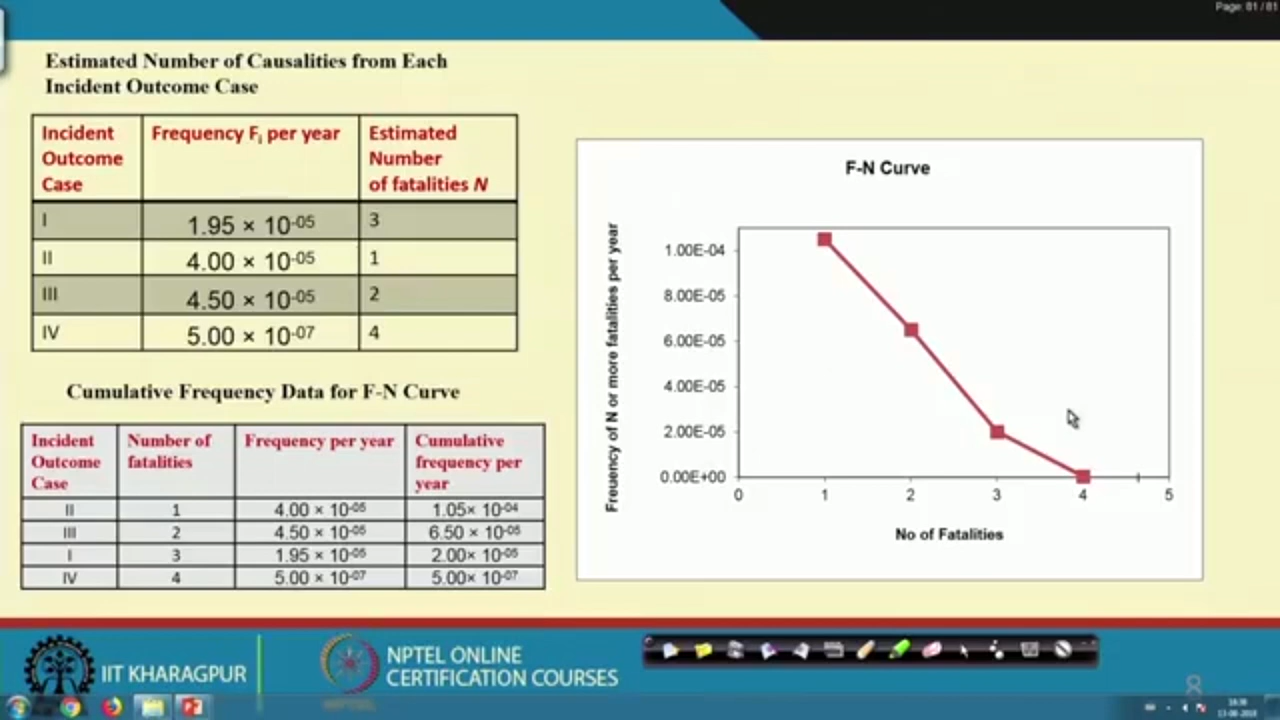 Page: 81 / 81
Estimated Number of Causalities from Each
Incident Outcome Case
Incident Outcome Case | Frequency Fi per year | Estimated Number of fatalities N
I | 1.95 × 10-05 | 3
II | 4.00 × 10-05 | 1
III | 4.50 × 10-05 | 2
IV | 5.00 × 10-07 | 4
Cumulative Frequency Data for F-N Curve
Incident Outcome Case | Number of fatalities | Frequency per year | Cumulative frequency per year
II | 1 | 4.00 × 10-05 | 1.05× 10-04
III | 2 | 4.50 × 10-05 | 6.50 × 10-05
I | 3 | 1.95 × 10-05 | 2.00× 10-05
IV | 4 | 5.00 × 10-07 | 5.00× 10-07
F-N Curve
Freuency of N or more fatalities per year
1.00E-04
8.00E-05
6.00E-05
4.00E-05
2.00E-05
0.00E+00
0 1 2 3 4 5
No of Fatalities
IIT KHARAGPUR
NPTEL ONLINE
CERTIFICATION COURSES
NPTEL
8